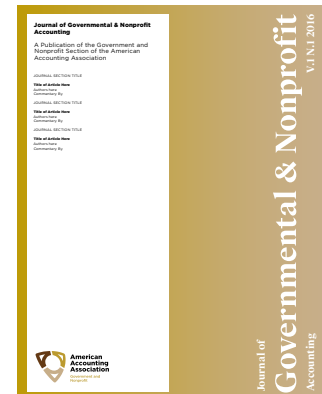 Journal of Governmental & Nonprofit
Accounting
A Publication of the Government and
Nonprofit Section of the American
Accounting Association
JOURNAL SECTION TITLE
Title of Article Here
Authors here
Commentary By
JOURNAL SECTION TITLE
Title of Article Here
Authors here
Commentary By
JOURNAL SECTION TITLE
Title of Article Here
Authors here
Commentary By
American
Accounting
Association
Government and
Nonprofit
Journal of
Governmental & Nonprofit
Accounting
V.1 N.1 2016